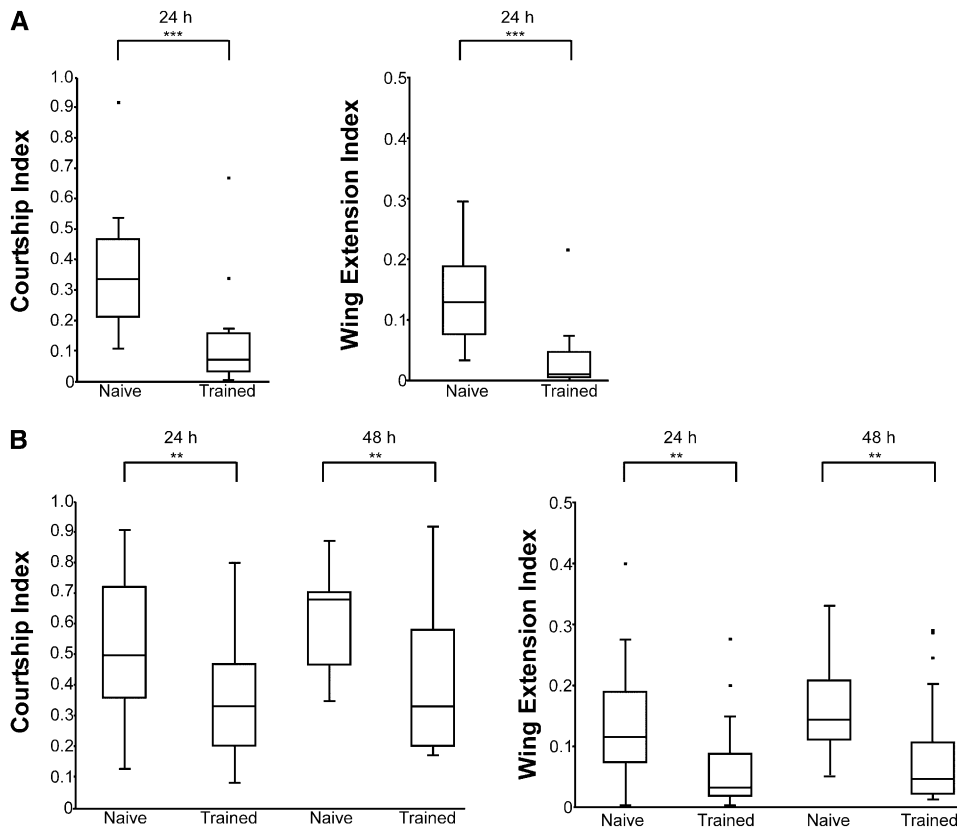 A
24 h
***
24 h
***
Courtship Index
1.0
0.9
0.8
0.7
0.6
0.5
0.4
0.3
0.2
0.1
0
Naive Trained
Wing Extension Index
0.5
0.4
0.3
0.2
0.1
0
Naive Trained
B
24 h 48 h
** **
24 h 48 h
** **
Courtship Index
1.0
0.9
0.8
0.7
0.6
0.5
0.4
0.3
0.2
0.1
0
Naive Trained Naive Trained
Wing Extension Index
0.5
0.4
0.3
0.2
0.1
0
Naive Trained Naive Trained